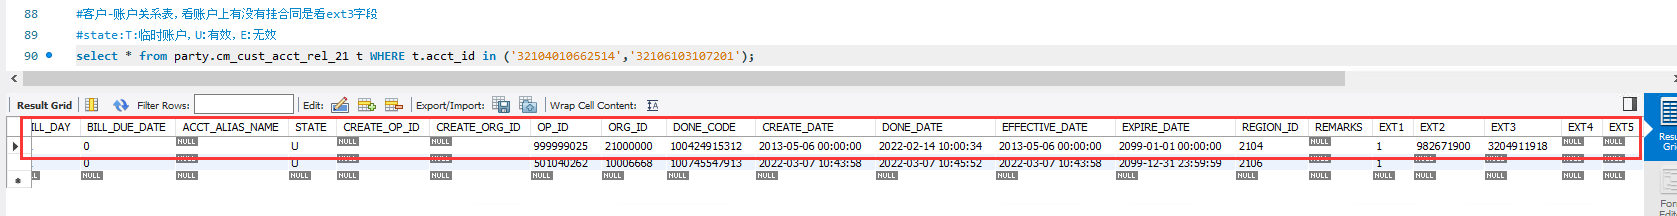 88 #客户-账户关系表，看账户上有没有挂合同是看ext3字段
89 #state:T:临时账户，U:有效，E:无效
90 select * from party.cm_cust_acct_rel_21 t WHERE t.acct_id in ('32104010662514','32106103107201');
Result Grid Filter Rows: Edit: Export/Import: Wrap Cell Content:
ILL_DAY BILL_DUE_DATE ACCT_ALIAS_NAME STATE CREATE_OP_ID CREATE_ORG_ID OP_ID ORG_ID DONE_CODE CREATE_DATE DONE_DATE EFFECTIVE_DATE EXPIRE_DATE REGION_ID REMARKS EXT1 EXT2 EXT3 EXT4 EXT5
0 NULL U NULL NULL 999999025 21000000 100424915312 2013-05-06 00:00:00 2022-02-14 10:00:34 2013-05-06 00:00:00 2099-01-01 00:00:00 2104 NULL 1 982671900 3204911918 NULL NULL
0 NULL U NULL NULL 501040262 10006668 100745547913 2022-03-07 10:43:58 2022-03-07 10:45:52 2022-03-07 10:43:58 2099-12-31 23:59:59 2106 NULL 1 NULL NULL NULL NULL
NULL NULL NULL NULL NULL NULL NULL NULL NULL NULL NULL NULL NULL NULL NULL NULL NULL NULL NULL NULL